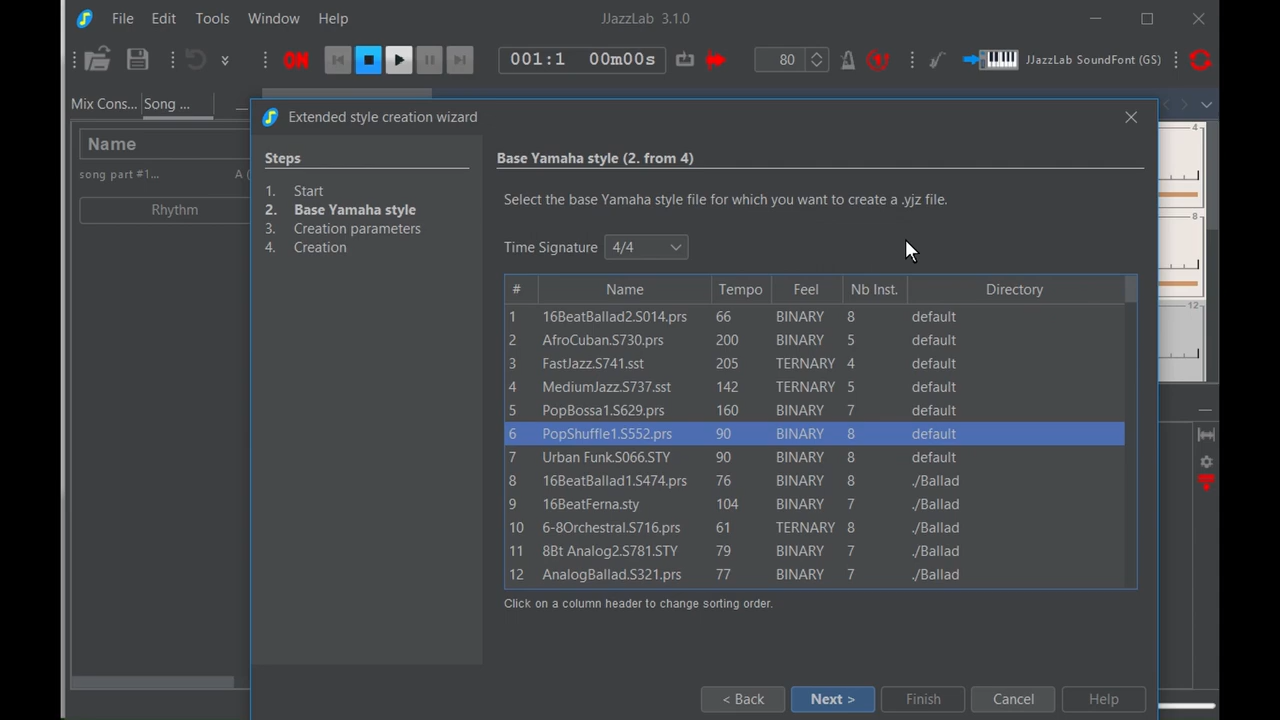 File Edit Tools Window Help JJazzLab 3.1.0
ON 001:1 00m00s 80 JJazzLab SoundFont (GS)
Mix Cons... Song ...
Name
song part #1... A (
Rhythm
4
8
12
Extended style creation wizard
Steps
1. Start
2. Base Yamaha style
3. Creation parameters
4. Creation
Base Yamaha style (2. from 4)
Select the base Yamaha style file for which you want to create a .yjz file.
Time Signature 4/4
# Name Tempo Feel Nb Inst. Directory
1 16BeatBallad2.S014.prs 66 BINARY 8 default
2 AfroCuban.S730.prs 200 BINARY 5 default
3 FastJazz.S741.sst 205 TERNARY 4 default
4 MediumJazz.S737.sst 142 TERNARY 5 default
5 PopBossa1.S629.prs 160 BINARY 7 default
6 PopShuffle1.S552.prs 90 BINARY 8 default
7 Urban Funk.S066.STY 90 BINARY 8 default
8 16BeatBallad1.S474.prs 76 BINARY 8 ./Ballad
9 16BeatFerna.sty 104 BINARY 7 ./Ballad
10 6-8Orchestral.S716.prs 61 TERNARY 8 ./Ballad
11 8Bt Analog2.S781.STY 79 BINARY 7 ./Ballad
12 AnalogBallad.S321.prs 77 BINARY 7 ./Ballad
Click on a column header to change sorting order.
< Back Next > Finish Cancel Help